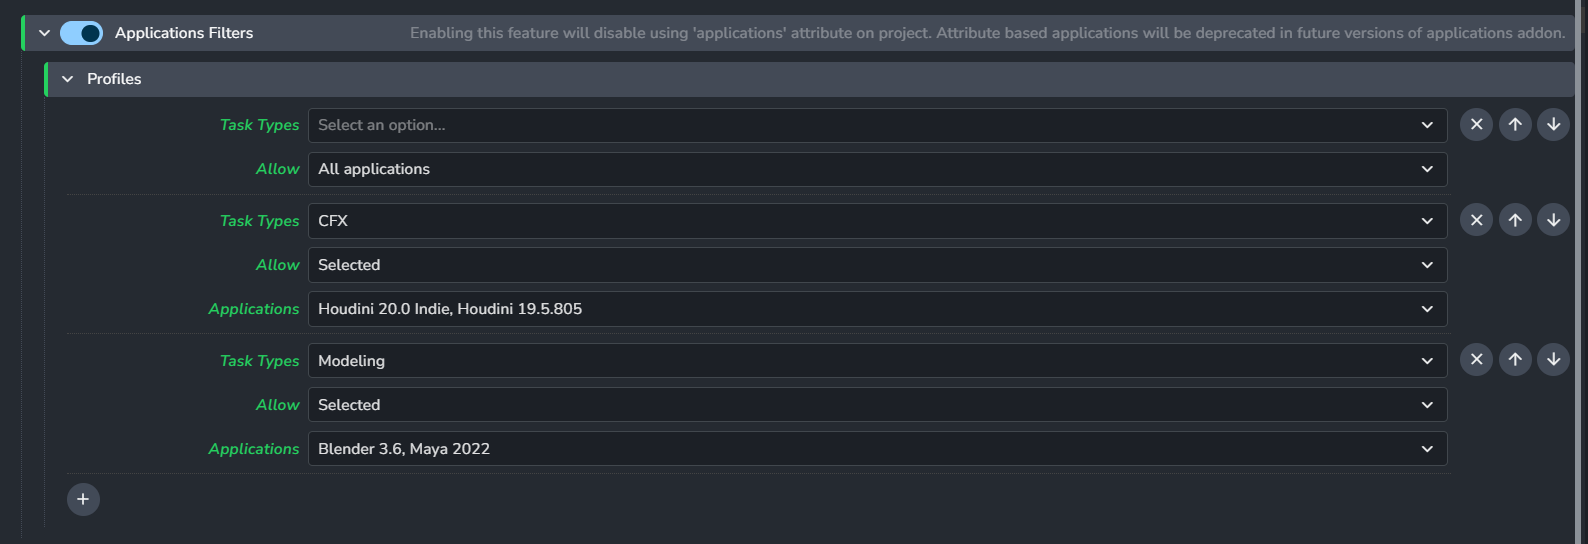 Applications Filters Enabling this feature will disable using 'applications' attribute on project. Attribute based applications will be deprecated in future versions of applications addon.
Profiles
Task Types Select an option...
Allow All applications
Task Types CFX
Allow Selected
Applications Houdini 20.0 Indie, Houdini 19.5.805
Task Types Modeling
Allow Selected
Applications Blender 3.6, Maya 2022